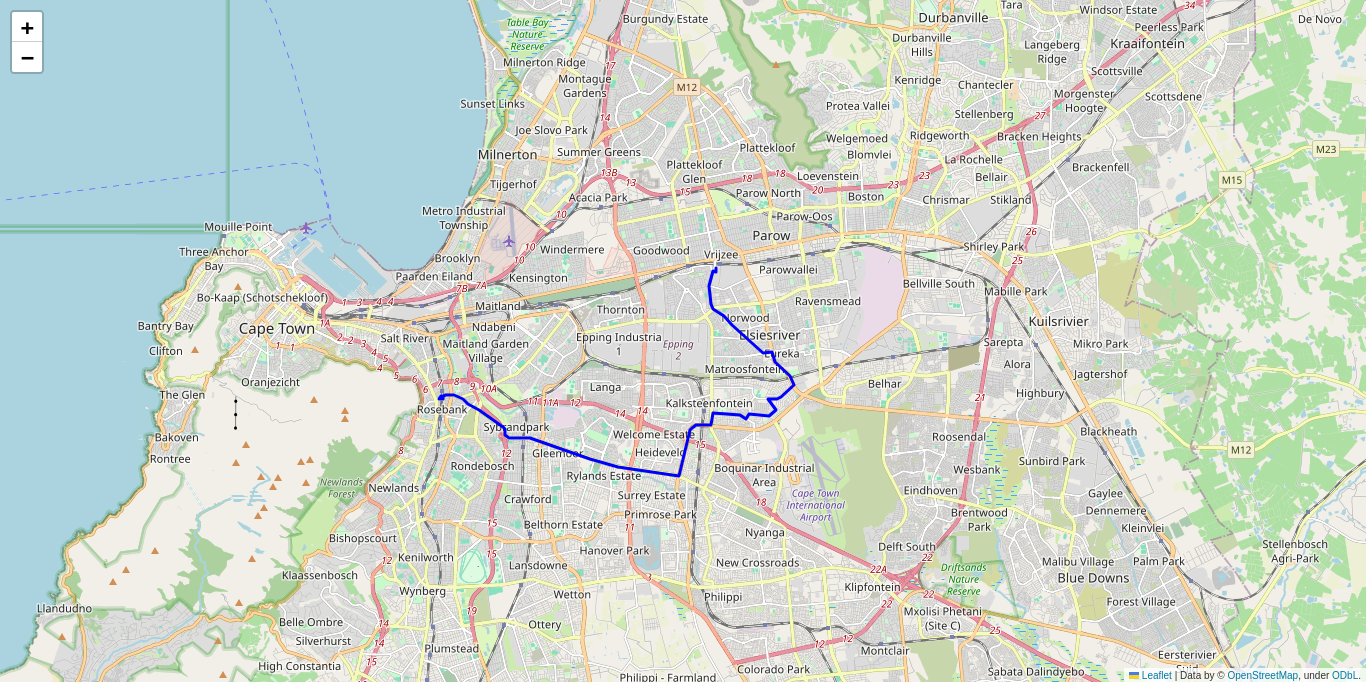 +
−
Table Bay
Nature
Reserve
Burgundy Estate
Durbanville
Tara
Windsor Estate
34
De Novo
Peerless Park
Kraaifontein
Durbanville
Hills
Langeberg
Ridge
Milnerton Ridge
17
Montague
Gardens
M12
Kenridge
Chantecler
Scottsville
Morgenster
Hoogte
Scottsdene
Sunset Links
Protea Vallei
Stellenberg
27
Joe Slovo Park
Welgemoed
Ridgeworth
Bracken Heights
Milnerton
Summer Greens
Plattekloof
Blomvlei
La Rochelle
M23
Plattekloof
Glen
Brackenfell
13B
13
15
18
18
20
23
23
Loevenstein
Bellair
M15
Tijgerhof
Acacia Park
Parow North
Boston
Chrismar
Stikland
Metro Industrial
Township
10
Parow-Oos
Mouille Point
Parow
26
Three Anchor
Bay
Windermere
Goodwood
Vrijzee
Shirley Park
25
Brooklyn
10
10
Paarden Eiland
Kensington
Parowvallei
Bellville South
Mabille Park
Bo-Kaap (Schotschekloof)
7B
7A
1
3
4
4
Maitland
Thornton
Ravensmead
Bantry Bay
Cape Town
1
2
3
4
5
6
Salt River
Ndabeni
Norwood
Kuilsrivier
Maitland Garden
Village
Epping Industria
1
Epping
2
Elsiesriver
Eureka
Sarepta
Mikro Park
Clifton
Matroosfontein
Alora
Jagtershof
Oranjezicht
The Glen
6
7
8
9
10A
Langa
Belhar
Highbury
Rosebank
11
11A
14
14
Kalksteenfontein
Bakoven
Sybrandpark
Welcome Estate
15
Roosendal
Blackheath
M12
Rontree
8
12
Gleemoor
Heideveld
Rondebosch
Rylands Estate
Boquinar Industrial
Area
Wesbank
Sunbird Park
Newlands
Forest
Newlands
Crawford
Surrey Estate
18
Cape Town
International
Airport
Eindhoven
Gaylee
Dennemere
Belthorn Estate
Primrose Park
21
Brentwood
Park
Kleinvlei
Bishopscourt
15
11
Nyanga
Kenilworth
Hanover Park
Delft South
22
Stellenbosch
Agri-Park
Klaassenbosch
12
Lansdowne
New Crossroads
22A
22
Driftsands
Nature
Reserve
Malibu Village
Palm Park
Wynberg
3
Wetton
Philippi
Klipfontein
Blue Downs
Forest Village
Llandudno
19
Mxolisi Phetani
(Site C)
Belle Ombre
Ottery
25
Silverhurst
Plumstead
12
12
Montclair
14
15
Eersterivier
Suid
High Constantia
Philippi - Farmland
Colorado Park
Sabata Dalindyebo
Leaflet | Data by © OpenStreetMap, under ODbL.